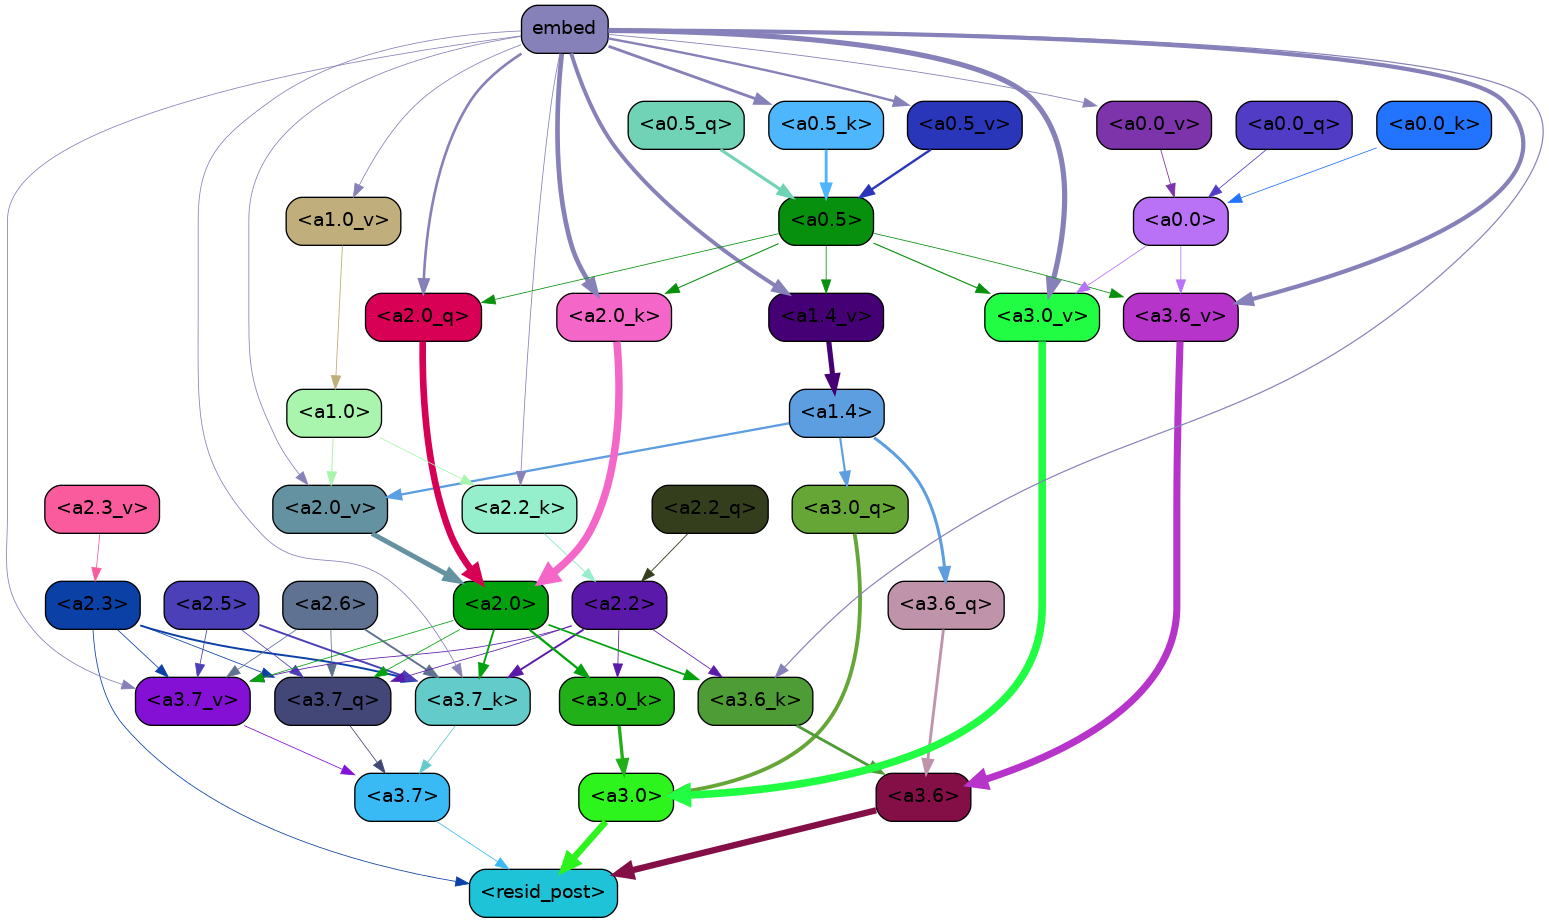 embed
<a0.5_q>
<a0.5_k>
<a0.5_v>
<a0.0_v>
<a0.0_q>
<a0.0_k>
<a1.0_v>
<a0.5>
<a0.0>
<a2.0_q>
<a2.0_k>
<a1.4_v>
<a3.0_v>
<a3.6_v>
<a1.0>
<a1.4>
<a2.3_v>
<a2.0_v>
<a2.2_k>
<a2.2_q>
<a3.0_q>
<a2.3>
<a2.5>
<a2.6>
<a2.0>
<a2.2>
<a3.6_q>
<a3.7_v>
<a3.7_q>
<a3.7_k>
<a3.0_k>
<a3.6_k>
<a3.7>
<a3.0>
<a3.6>
<resid_post>